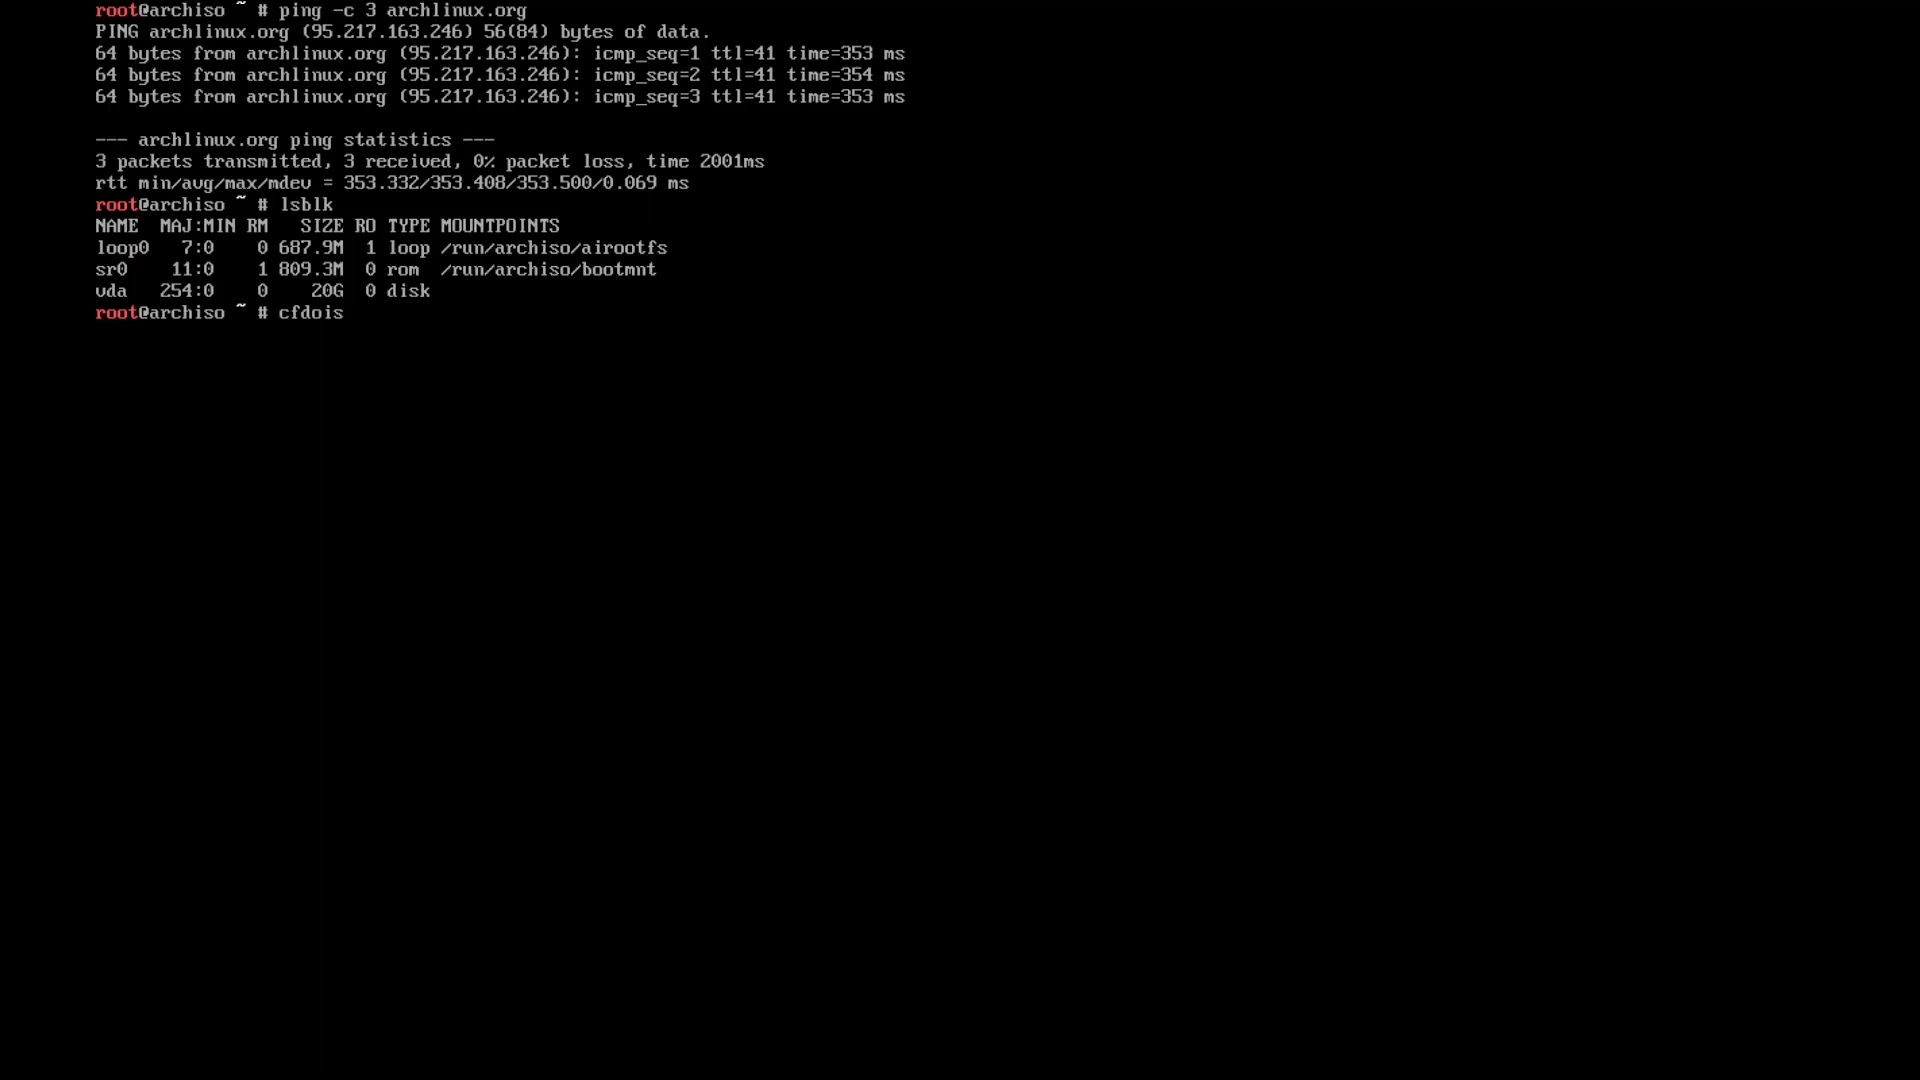 root@archiso ~ # ping -c 3 archlinux.org
PING archlinux.org (95.217.163.246) 56(84) bytes of data.
64 bytes from archlinux.org (95.217.163.246): icmp_seq=1 ttl=41 time=353 ms
64 bytes from archlinux.org (95.217.163.246): icmp_seq=2 ttl=41 time=354 ms
64 bytes from archlinux.org (95.217.163.246): icmp_seq=3 ttl=41 time=353 ms
--- archlinux.org ping statistics ---
3 packets transmitted, 3 received, 0% packet loss, time 2001ms
rtt min/avg/max/mdev = 353.332/353.408/353.500/0.069 ms
root@archiso ~ # lsblk
NAME  MAJ:MIN RM   SIZE RO TYPE MOUNTPOINTS
loop0   7:0    0 687.9M  1 loop /run/archiso/airootfs
sr0    11:0    1 809.3M  0 rom  /run/archiso/bootmnt
vda   254:0    0    20G  0 disk
root@archiso ~ # cfdois